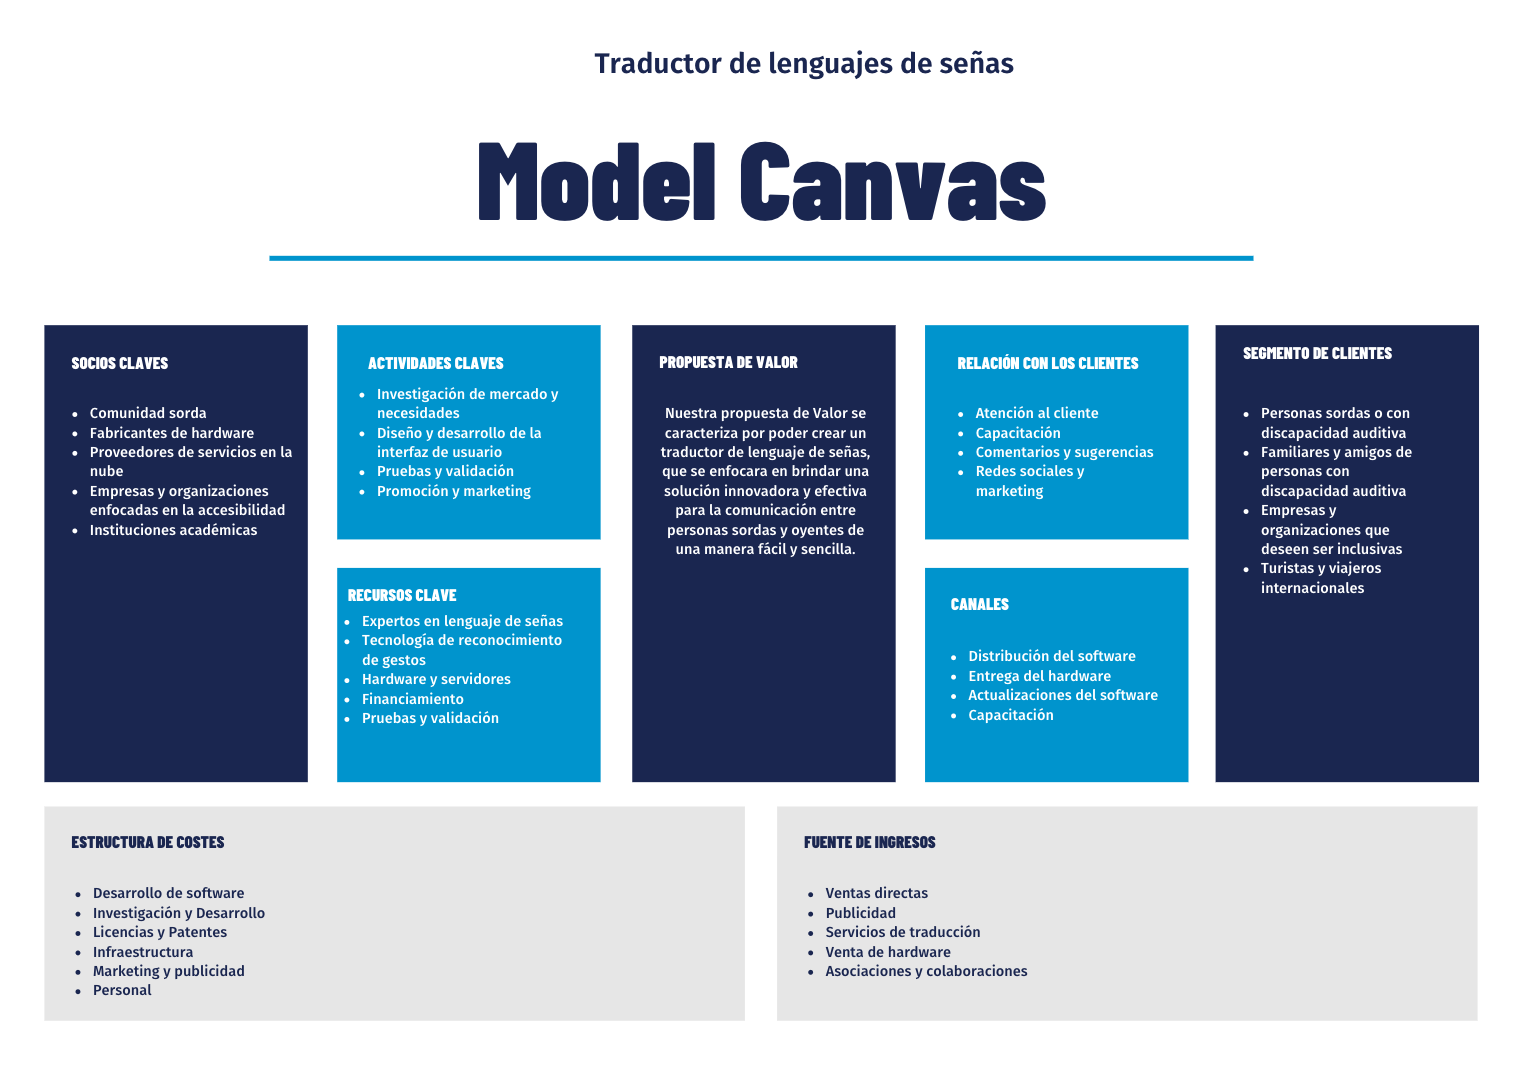 Traductor de lenguajes de señas
Model Canvas
SOCIOS CLAVES
Comunidad sorda
Fabricantes de hardware
Proveedores de servicios en la
nube
Empresas y organizaciones
enfocadas en la accesibilidad
Instituciones académicas
ACTIVIDADES CLAVES
Investigación de mercado y
necesidades
Diseño y desarrollo de la
interfaz de usuario
Pruebas y validación
Promoción y marketing
RECURSOS CLAVE
Expertos en lenguaje de señas
Tecnología de reconocimiento
de gestos
Hardware y servidores
Financiamiento
Pruebas y validación
PROPUESTA DE VALOR
Nuestra propuesta de Valor se
caracteriza por poder crear un
traductor de lenguaje de señas,
que se enfocara en brindar una
solución innovadora y efectiva
para la comunicación entre
personas sordas y oyentes de
una manera fácil y sencilla.
RELACIÓN CON LOS CLIENTES
Atención al cliente
Capacitación
Comentarios y sugerencias
Redes sociales y
marketing
CANALES
Distribución del software
Entrega del hardware
Actualizaciones del software
Capacitación
SEGMENTO DE CLIENTES
Personas sordas o con
discapacidad auditiva
Familiares y amigos de
personas con
discapacidad auditiva
Empresas y
organizaciones que
deseen ser inclusivas
Turistas y viajeros
internacionales
ESTRUCTURA DE COSTES
Desarrollo de software
Investigación y Desarrollo
Licencias y Patentes
Infraestructura
Marketing y publicidad
Personal
FUENTE DE INGRESOS
Ventas directas
Publicidad
Servicios de traducción
Venta de hardware
Asociaciones y colaboraciones